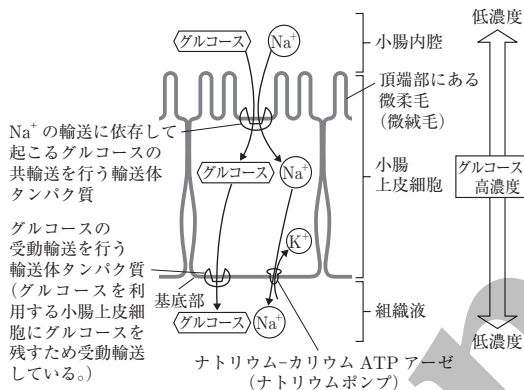 低濃度
グルコース
Na⁺
小腸内腔
頂端部にある
微柔毛
(微絨毛)
Na⁺ の輸送に依存して
起こるグルコースの
共輸送を行う輸送体
タンパク質
グルコース
Na⁺
小腸
上皮細胞
グルコース
高濃度
グルコースの
受動輸送を行う
輸送体タンパク質
(グルコースを利
用する小腸上皮細
胞にグルコースを
残すため受動輸送
している。)
K⁺
基底部
グルコース
Na⁺
組織液
低濃度
ナトリウム-カリウム ATP アーゼ
(ナトリウムポンプ)